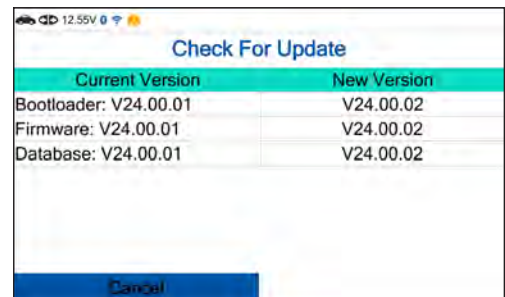 12.55V
Check For Update
Current Version New Version
Bootloader: V24.00.01 V24.00.02
Firmware: V24.00.01 V24.00.02
Database: V24.00.01 V24.00.02
Cancel